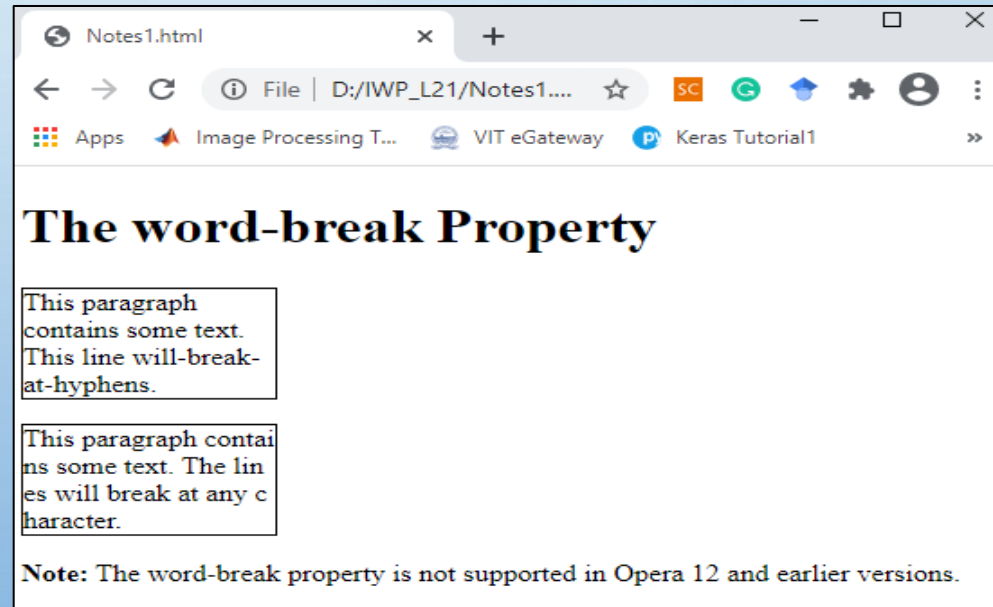 Notes1.html
File | D:/IWP_L21/Notes1....
SC
G
Apps Image Processing T... VIT eGateway py Keras Tutorial1 »
The word-break Property
This paragraph
contains some text.
This line will-break-
at-hyphens.
This paragraph contai
ns some text. The lin
es will break at any c
haracter.
Note: The word-break property is not supported in Opera 12 and earlier versions.